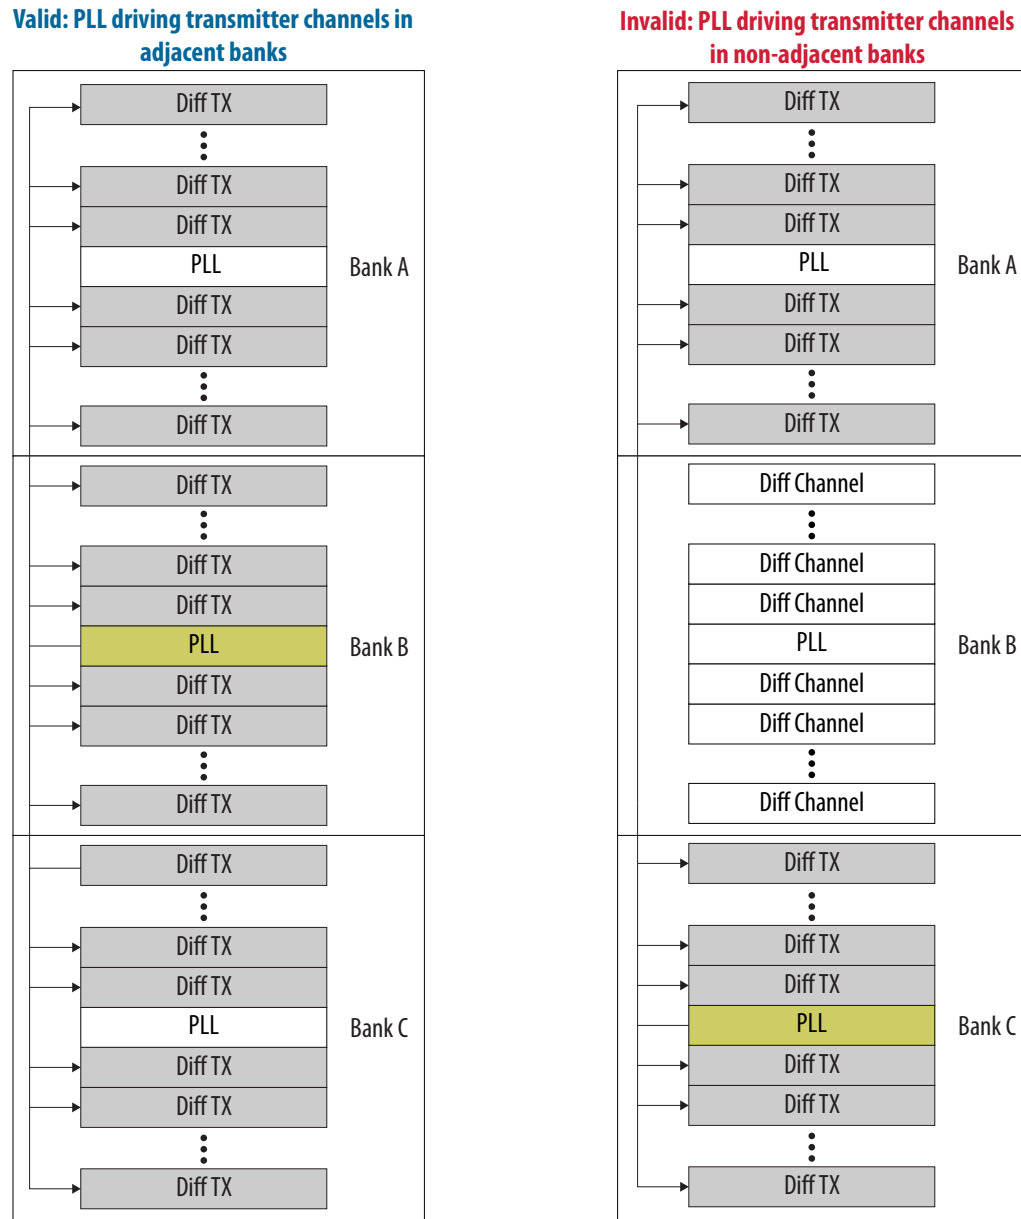 Valid: PLL driving transmitter channels in
adjacent banks
Diff TX
Diff TX
Diff TX
PLL
Bank A
Diff TX
Diff TX
Diff TX
Diff TX
Diff TX
Diff TX
PLL
Bank B
Diff TX
Diff TX
Diff TX
Diff TX
Diff TX
Diff TX
PLL
Bank C
Diff TX
Diff TX
Diff TX
Invalid: PLL driving transmitter channels
in non-adjacent banks
Diff TX
Diff TX
Diff TX
PLL
Bank A
Diff TX
Diff TX
Diff TX
Diff Channel
Diff Channel
Diff Channel
PLL
Bank B
Diff Channel
Diff Channel
Diff Channel
Diff TX
Diff TX
Diff TX
PLL
Bank C
Diff TX
Diff TX
Diff TX